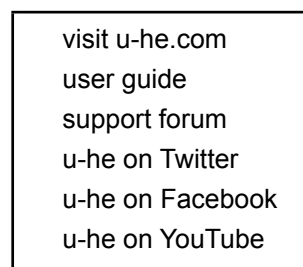 visit u-he.com
user guide
support forum
u-he on Twitter
u-he on Facebook
u-he on YouTube